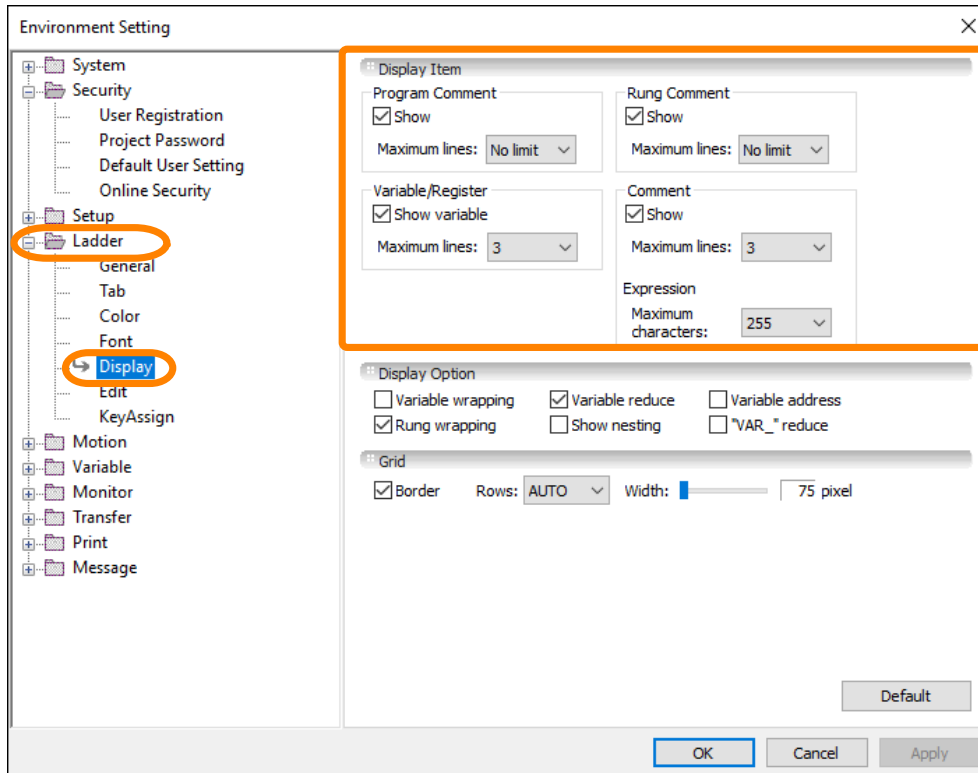 Environment Setting
System
Security
User Registration
Project Password
Default User Setting
Online Security
Setup
Ladder
General
Tab
Color
Font
Display
Edit
KeyAssign
Motion
Variable
Monitor
Transfer
Print
Message
Display Item
Program Comment
Show
Maximum lines: No limit
Rung Comment
Show
Maximum lines: No limit
Variable/Register
Show variable
Maximum lines: 3
Comment
Show
Maximum lines: 3
Expression
Maximum
characters: 255
Display Option
Variable wrapping Variable reduce Variable address
Rung wrapping Show nesting "VAR_" reduce
Grid
Border Rows: AUTO Width: 75 pixel
Default
OK Cancel Apply